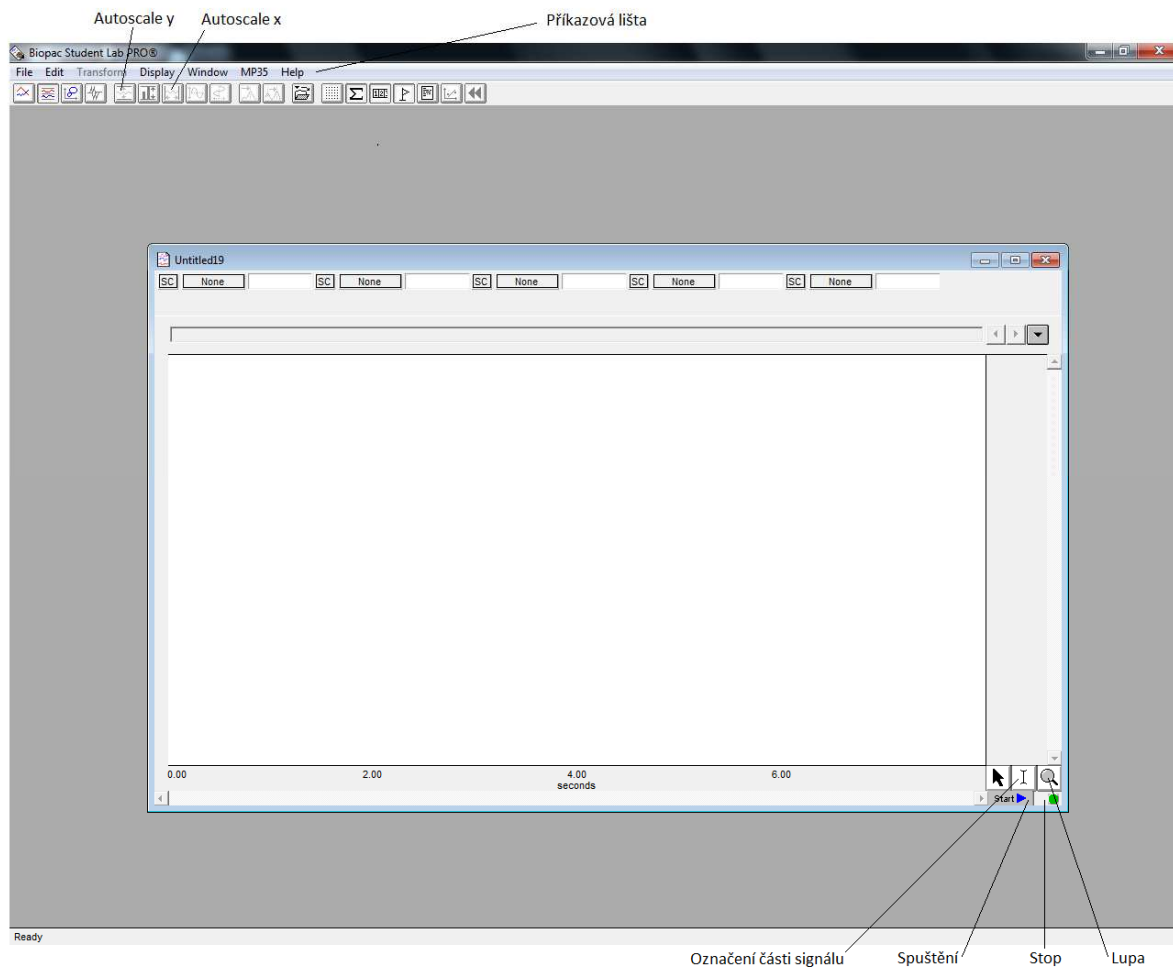 Autoscale y Autoscale x Příkazová lišta
Biopac Student Lab PRO®
File Edit Transform Display Window MP35 Help
Untitled19
SC None SC None SC None SC None SC None
0.00 2.00 4.00 6.00
seconds
Start
Ready
Označení části signálu Spuštění Stop Lupa